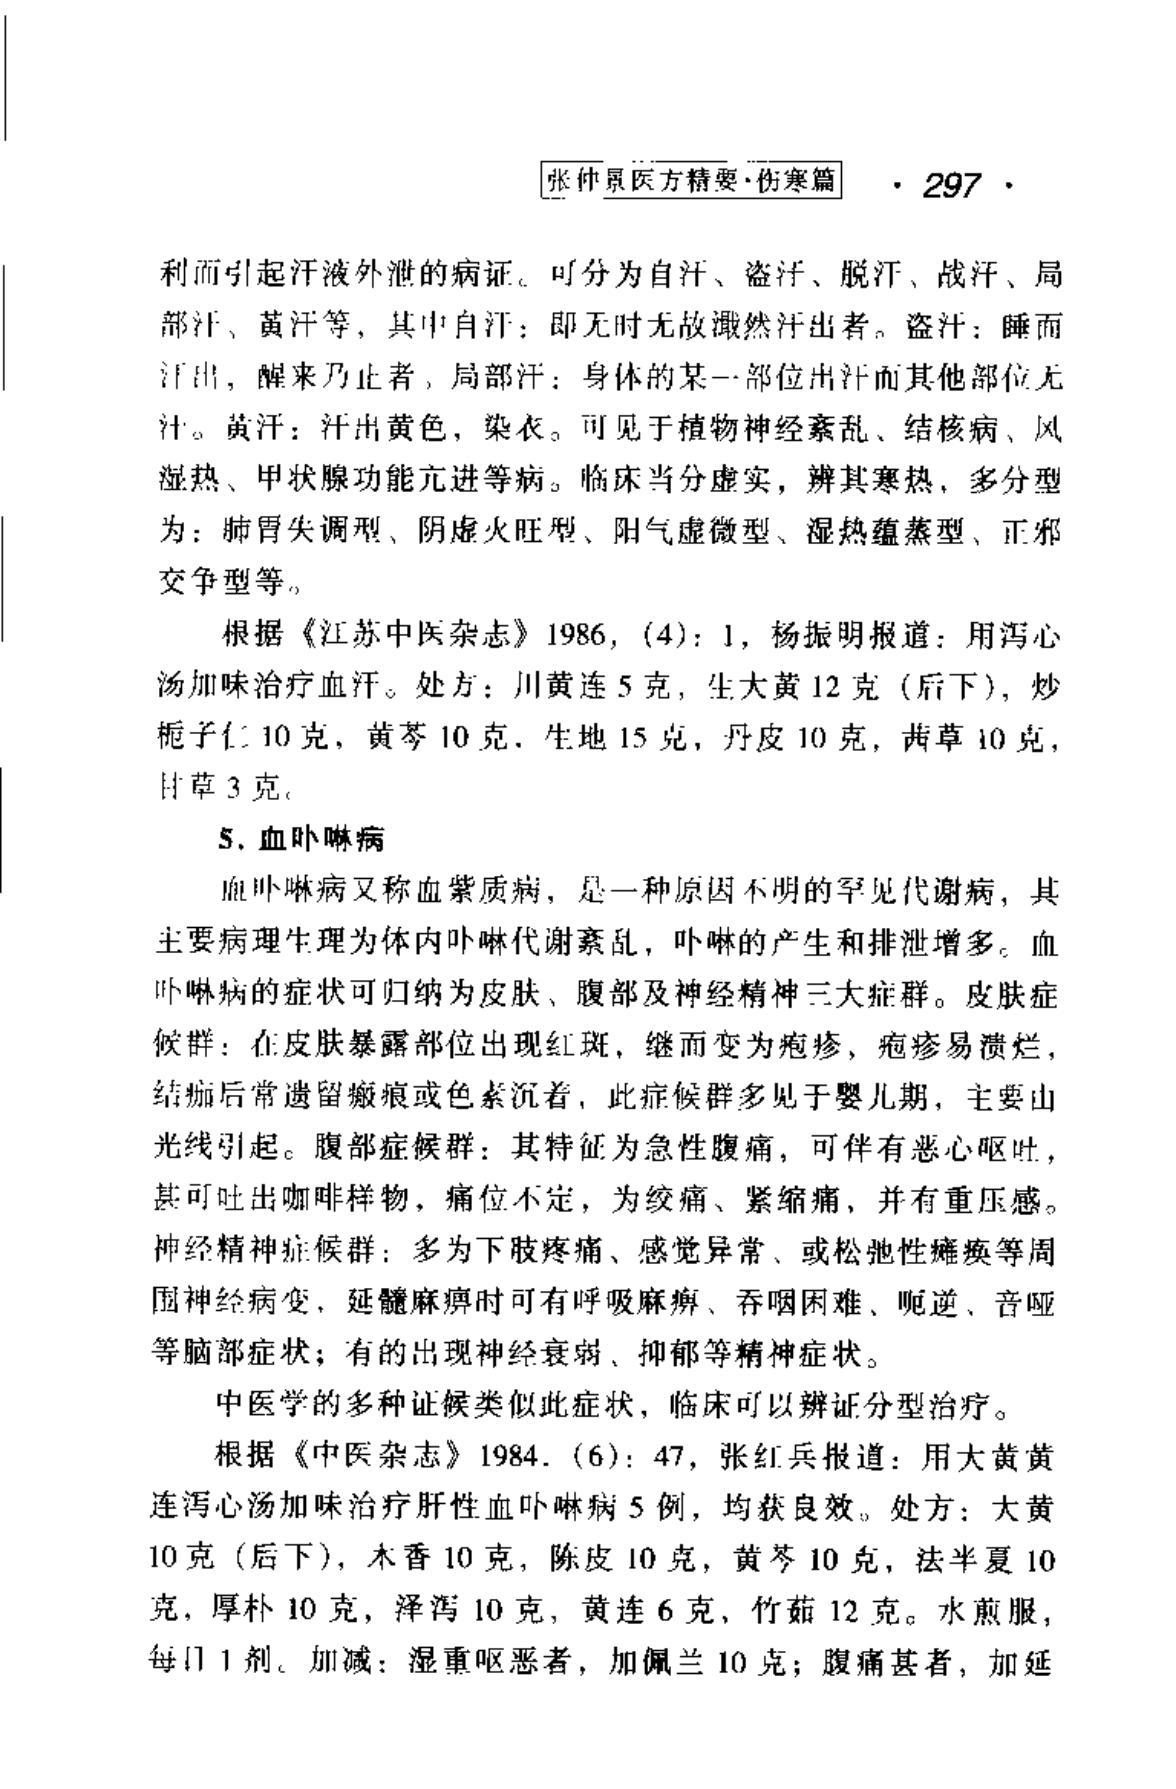 张仲景医方精要·伤寒篇 · 297 ·
利而引起汗液外泄的病证。可分为自汗、盗汗、脱汗、战汗、局
部汗、黄汗等，其中自汗：即无时无故濈然汗出者。盗汗：睡而
汗出，醒来乃止者。局部汗：身体的某一部位出汗而其他部位无
汗。黄汗：汗出黄色，染衣。可见于植物神经紊乱、结核病、风
湿热、甲状腺功能亢进等病。临床当分虚实，辨其寒热，多分型
为：肺胃失调型、阴虚火旺型、阳气虚微型、湿热蕴蒸型、正邪
交争型等。
根据《江苏中医杂志》1986，（4）：1，杨振明报道：用泻心
汤加味治疗血汗。处方：川黄连 5 克，生大黄 12 克（后下），炒
栀子仁 10 克，黄芩 10 克．生地 15 克，丹皮 10 克，茜草 10 克，
甘草 3 克。
5. 血卟啉病
血卟啉病又称血紫质病，是一种原因不明的罕见代谢病，其
主要病理生理为体内卟啉代谢紊乱，卟啉的产生和排泄增多。血
卟啉病的症状可归纳为皮肤、腹部及神经精神三大症群。皮肤症
候群：在皮肤暴露部位出现红斑，继而变为疱疹，疱疹易溃烂，
结痂后常遗留瘢痕或色素沉着，此症候群多见于婴儿期，主要由
光线引起。腹部症候群：其特征为急性腹痛，可伴有恶心呕吐，
甚可吐出咖啡样物，痛位不定，为绞痛、紧缩痛，并有重压感。
神经精神症候群：多为下肢疼痛、感觉异常、或松弛性瘫痪等周
围神经病变，延髓麻痹时可有呼吸麻痹、吞咽困难、呃逆、音哑
等脑部症状；有的出现神经衰弱、抑郁等精神症状。
中医学的多种证候类似此症状，临床可以辨证分型治疗。
根据《中医杂志》1984．（6）：47，张红兵报道：用大黄黄
连泻心汤加味治疗肝性血卟啉病 5 例，均获良效。处方：大黄
10 克（后下），木香 10 克，陈皮 10 克，黄芩 10 克，法半夏 10
克，厚朴 10 克，泽泻 10 克，黄连 6 克，竹茹 12 克。水煎服，
每日 1 剂。加减：湿重呕恶者，加佩兰 10 克；腹痛甚者，加延